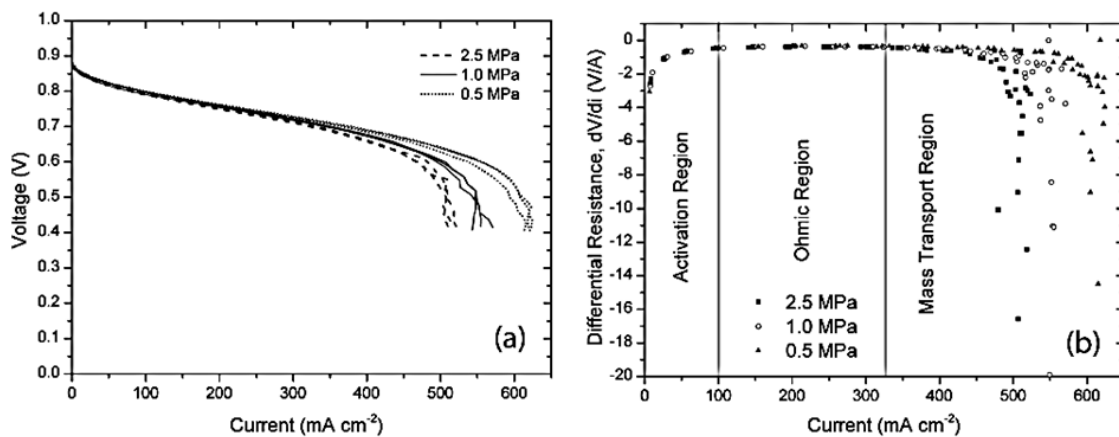 Voltage (V)
1.0
0.9
0.8
0.7
0.6
0.5
0.4
0.3
0.2
0.1
0.0
2.5 MPa
1.0 MPa
0.5 MPa
(a)
0 100 200 300 400 500 600
Current (mA cm⁻²)
Differential Resistance, dV/di (V/A)
0
-2
-4
-6
-8
-10
-12
-14
-16
-18
-20
Activation Region
Ohmic Region
Mass Transport Region
2.5 MPa
1.0 MPa
0.5 MPa
(b)
0 100 200 300 400 500 600
Current (mA cm⁻²)